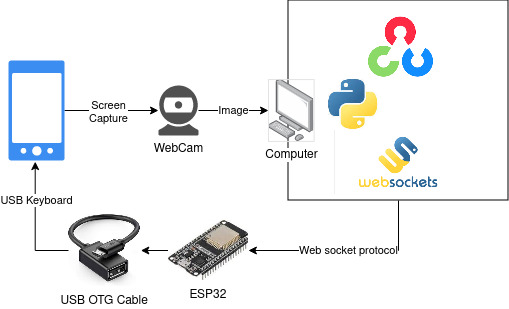 Screen
Capture
Image
WebCam
Computer
websockets
USB Keyboard
Web socket protocol
USB OTG Cable
ESP32